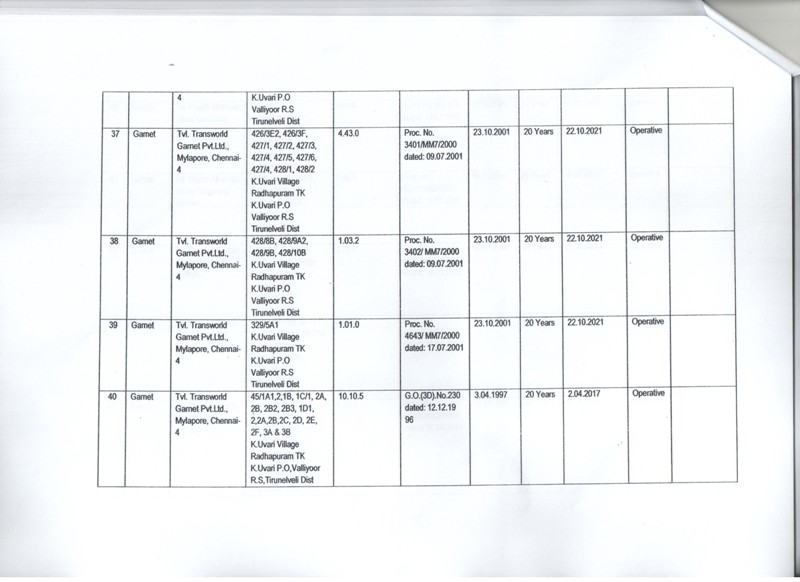 4
K.Uvari P.O
Valliyoor R.S
Tirunelveli Dist
37
Garnet
Tvl. Transworld
Garnet Pvt.Ltd.,
Mylapore, Chennai-
4
426/3E2, 426/3F,
427/1, 427/2, 427/3,
427/4, 427/5, 427/6,
427/4, 428/1, 428/2
K.Uvari Village
Radhapuram TK
K.Uvari P.O
Valliyoor R.S
Tirunelveli Dist
4.43.0
Proc. No.
3401/MM7/2000
dated: 09.07.2001
23.10.2001
20 Years
22.10.2021
Operative
38
Garnet
Tvl. Transworld
Garnet Pvt.Ltd.,
Mylapore, Chennai-
4
428/8B, 428/9A2,
428/9B, 428/10B
K.Uvari Village
Radhapuram TK
K.Uvari P.O
Valliyoor R.S
Tirunelveli Dist
1.03.2
Proc. No.
3402/ MM7/2000
dated: 09.07.2001
23.10.2001
20 Years
22.10.2021
Operative
39
Garnet
Tvl. Transworld
Garnet Pvt.Ltd.,
Mylapore, Chennai-
4
329/5A1
K.Uvari Village
Radhapuram TK
K.Uvari P.O
Valliyoor R.S
Tirunelveli Dist
1.01.0
Proc. No.
4643/ MM7/2000
dated: 17.07.2001
23.10.2001
20 Years
22.10.2021
Operative
40
Garnet
Tvl. Transworld
Garnet Pvt.Ltd.,
Mylapore, Chennai-
4
45/1A1,2,1B, 1C/1, 2A,
2B, 2B2, 2B3, 1D1,
2,2A,2B,2C, 2D, 2E,
2F, 3A & 3B
K.Uvari Village
Radhapuram TK
K.Uvari P.O,Valliyoor
R.S,Tirunelveli Dist
10.10.5
G.O.(3D).No.230
dated: 12.12.19
96
3.04.1997
20 Years
2.04.2017
Operative